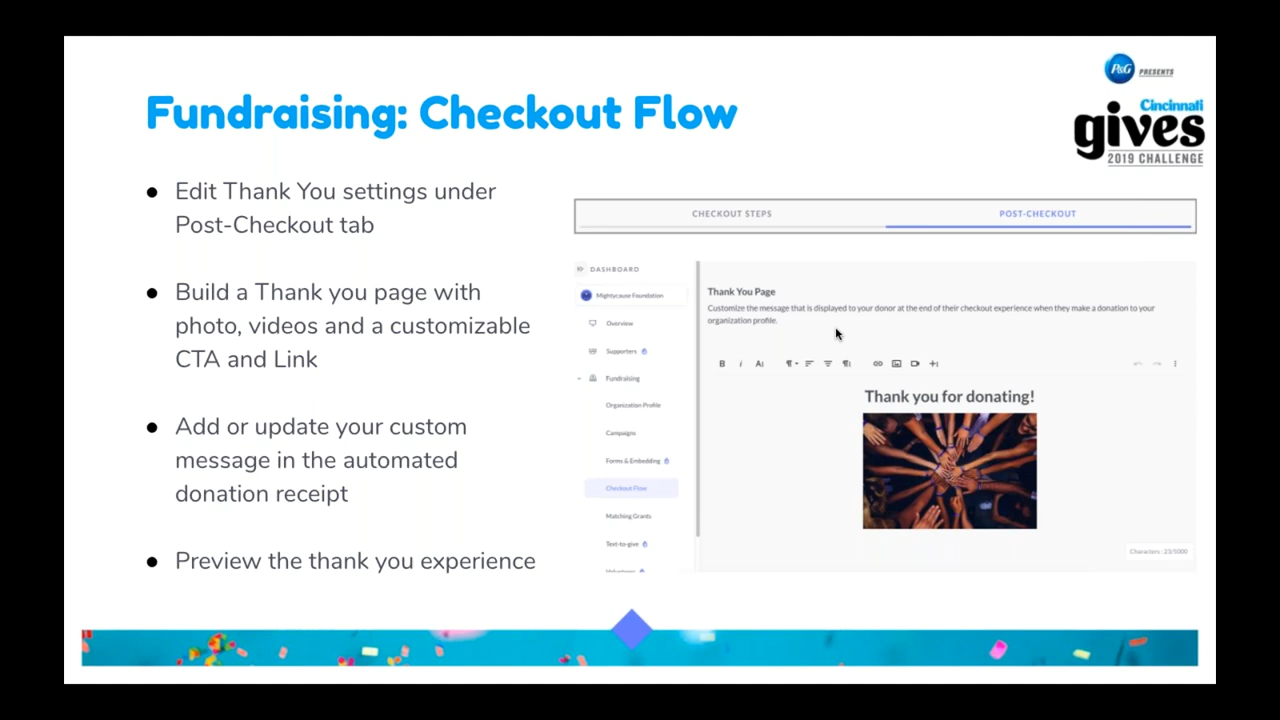 P&G PRESENTS
Cincinnati
gives
2019 CHALLENGE
Fundraising: Checkout Flow
● Edit Thank You settings under
Post-Checkout tab
● Build a Thank you page with
photo, videos and a customizable
CTA and Link
● Add or update your custom
message in the automated
donation receipt
● Preview the thank you experience
CHECKOUT STEPS
POST-CHECKOUT
DASHBOARD
Mightycause Foundation
Overview
Supporters
Fundraising
Organization Profile
Campaigns
Forms & Embedding
Checkout Flow
Matching Grants
Text-to-give
Thank You Page
Customize the message that is displayed to your donor at the end of their checkout experience when they make a donation to your
organization profile.
Thank you for donating!
Characters : 23/5000